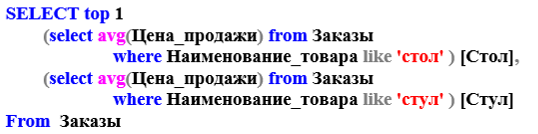 SELECT top 1
(select avg(Цена_продажи) from Заказы
where Наименование_товара like 'стол' ) [Стол],
(select avg(Цена_продажи) from Заказы
where Наименование_товара like 'стул' ) [Стул]
From Заказы